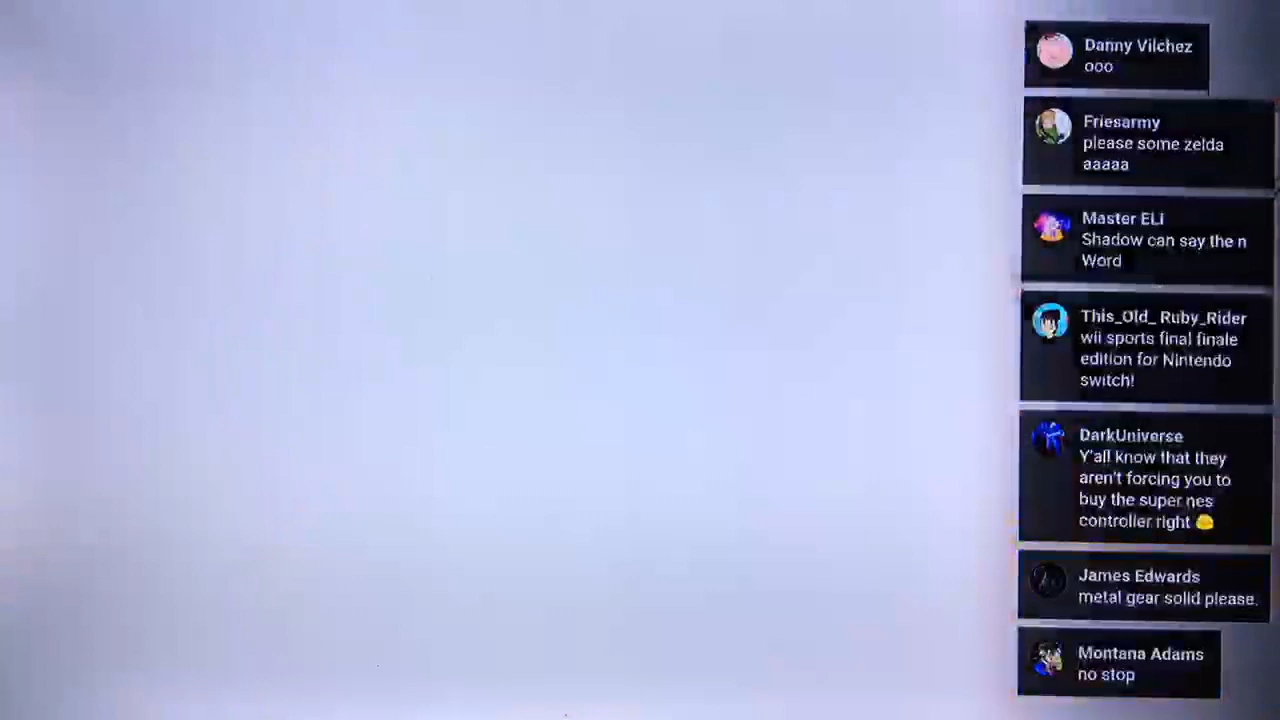 Danny Vilchez
ooo
Friesarmy
please some zelda
aaaaa
Master ELI
Shadow can say the n
Word
This_Old_ Ruby_Rider
wii sports final finale
edition for Nintendo
switch!
DarkUniverse
Y'all know that they
aren't forcing you to
buy the super nes
controller right
James Edwards
metal gear solid please.
Montana Adams
no stop